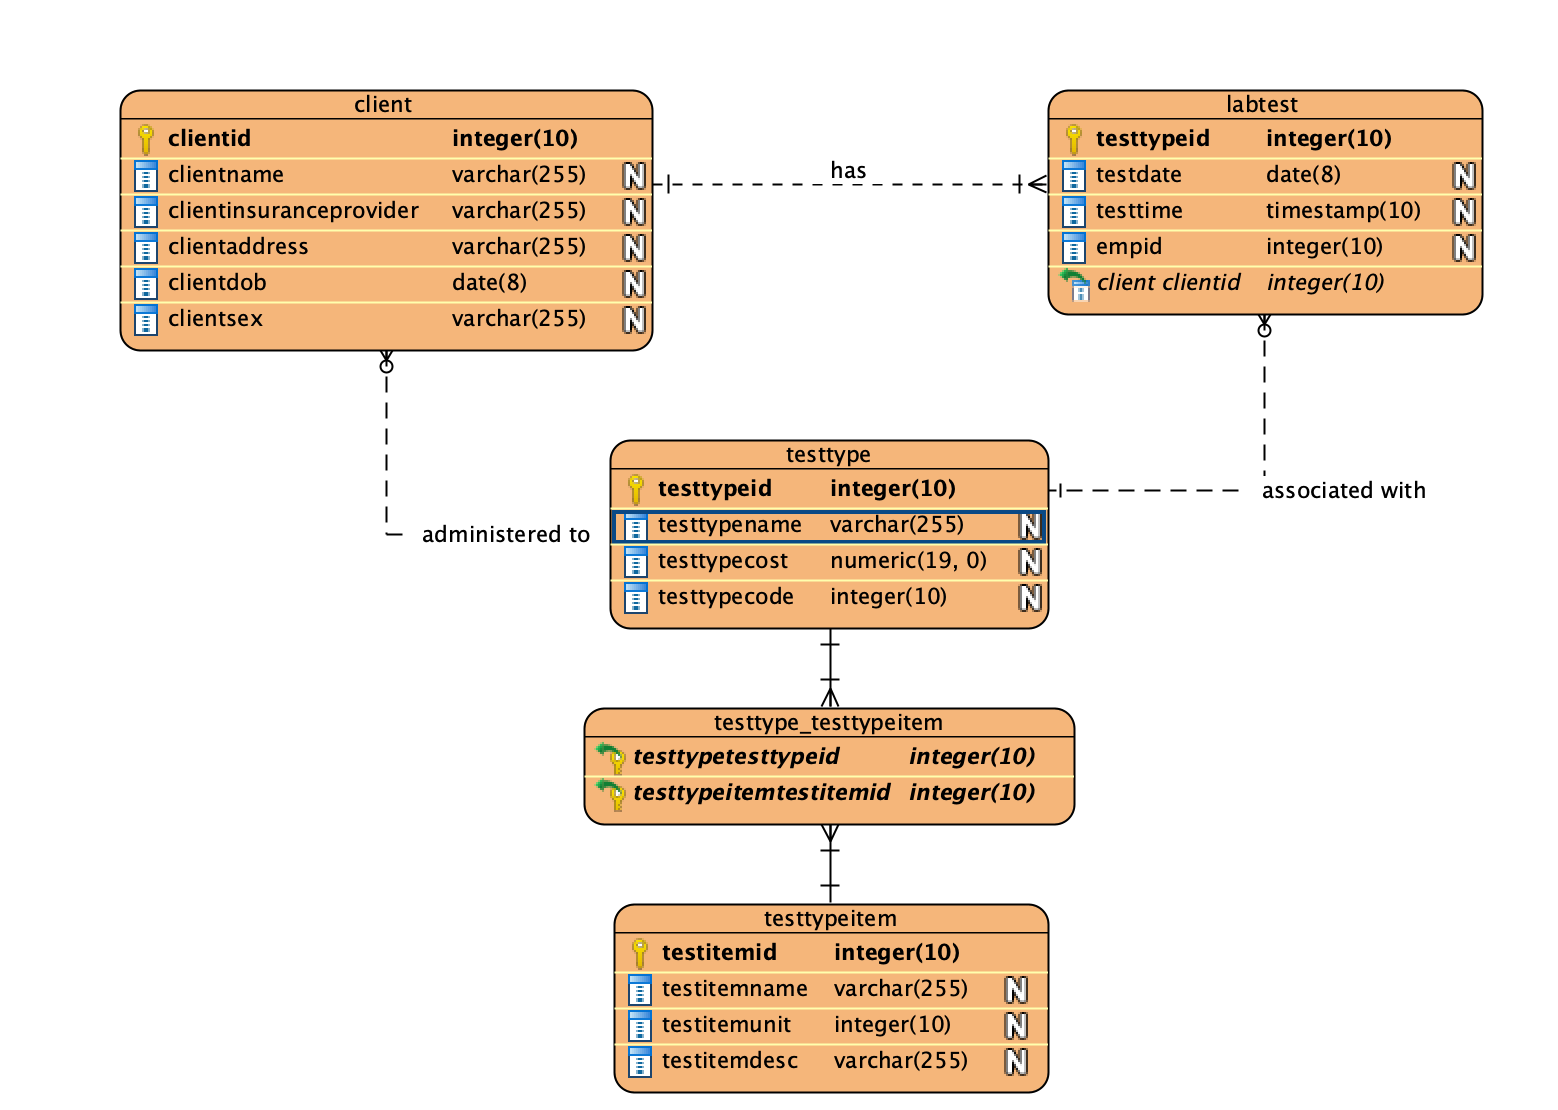 client
clientid integer(10)
clientname varchar(255) N
clientinsuranceprovider varchar(255) N
clientaddress varchar(255) N
clientdob date(8) N
clientsex varchar(255) N
has
labtest
testtypeid integer(10)
testdate date(8) N
testtime timestamp(10) N
empid integer(10) N
client clientid integer(10)
administered to
testtype
testtypeid integer(10)
testtypename varchar(255) N
testtypecost numeric(19, 0) N
testtypecode integer(10) N
associated with
testtype_testtypeitem
testtypetesttypeid integer(10)
testtypeitemtestitemid integer(10)
testtypeitem
testitemid integer(10)
testitemname varchar(255) N
testitemunit integer(10) N
testitemdesc varchar(255) N